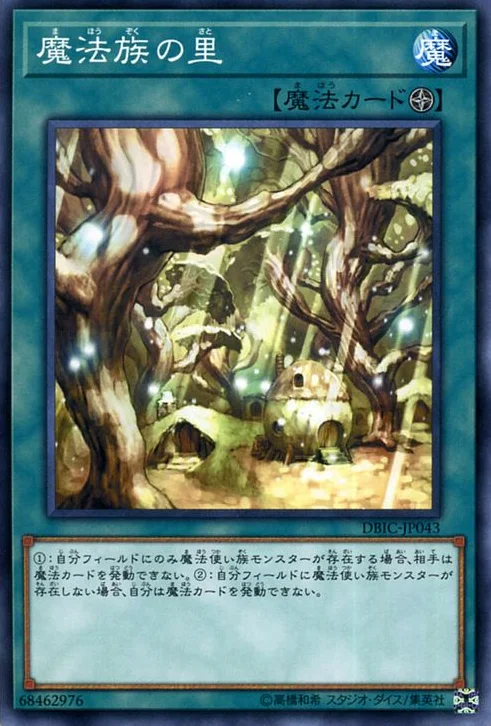 魔法族の里
魔
【魔法カード】
DBIC-JP043
①：自分フィールドにのみ魔法使い族モンスターが存在する場合、相手は
魔法カードを発動できない。②：自分フィールドに魔法使い族モンスターが
存在しない場合、自分は魔法カードを発動できない。
68462976
©高橋和希 スタジオ・ダイス/集英社